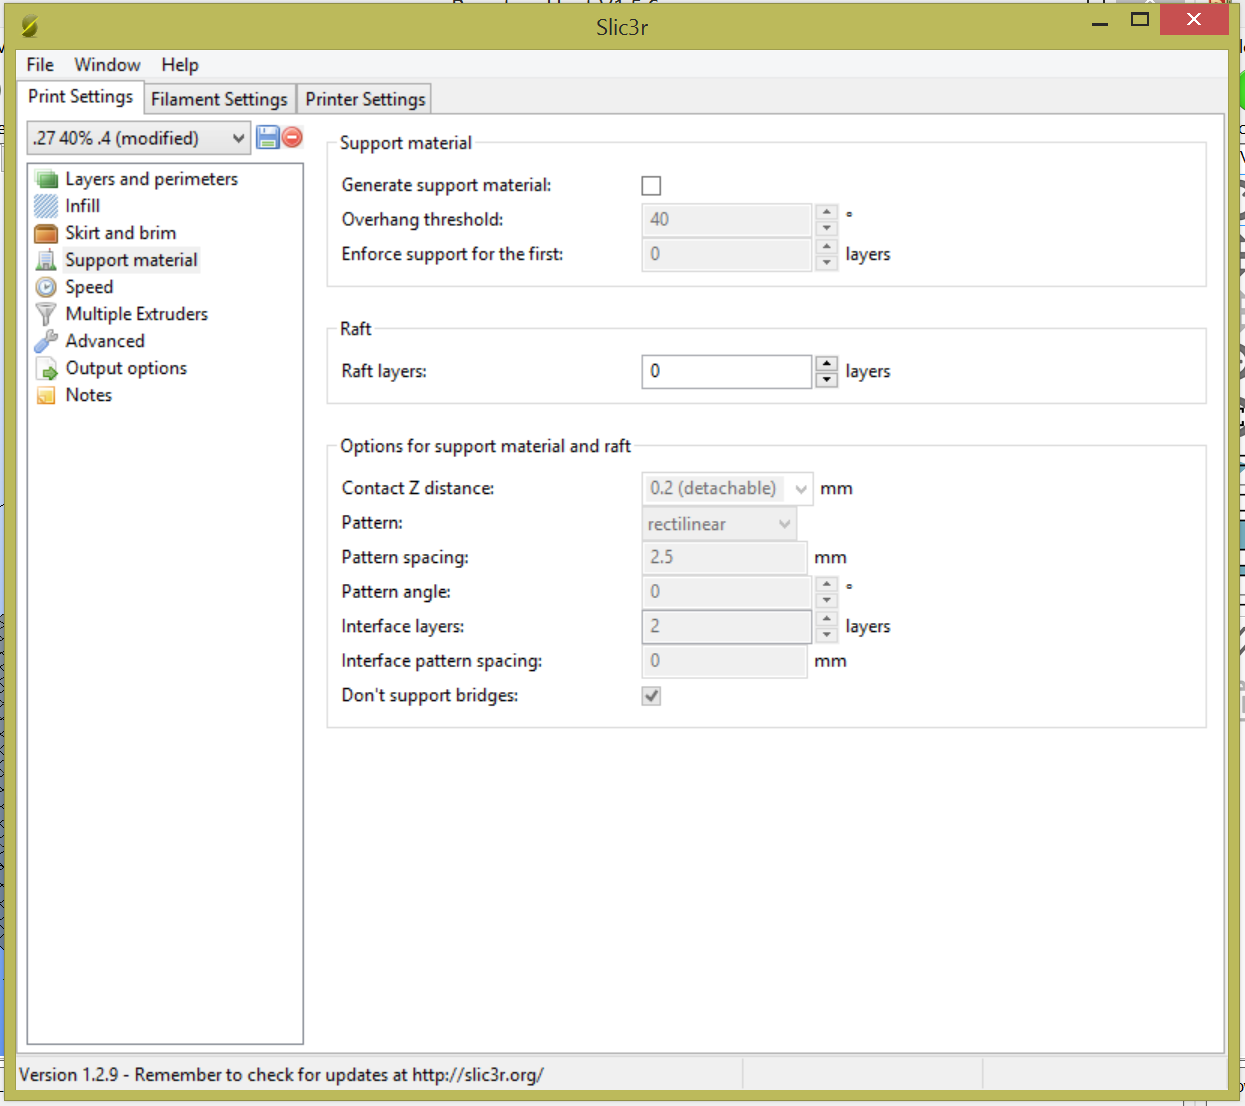 Slic3r
File Window Help
Print Settings Filament Settings Printer Settings
.27 40% .4 (modified)
Layers and perimeters
Infill
Skirt and brim
Support material
Speed
Multiple Extruders
Advanced
Output options
Notes
Support material
Generate support material:
Overhang threshold: 40 °
Enforce support for the first: 0 layers
Raft
Raft layers: 0 layers
Options for support material and raft
Contact Z distance: 0.2 (detachable) mm
Pattern: rectilinear
Pattern spacing: 2.5 mm
Pattern angle: 0 °
Interface layers: 2 layers
Interface pattern spacing: 0 mm
Don't support bridges:
Version 1.2.9 - Remember to check for updates at http://slic3r.org/